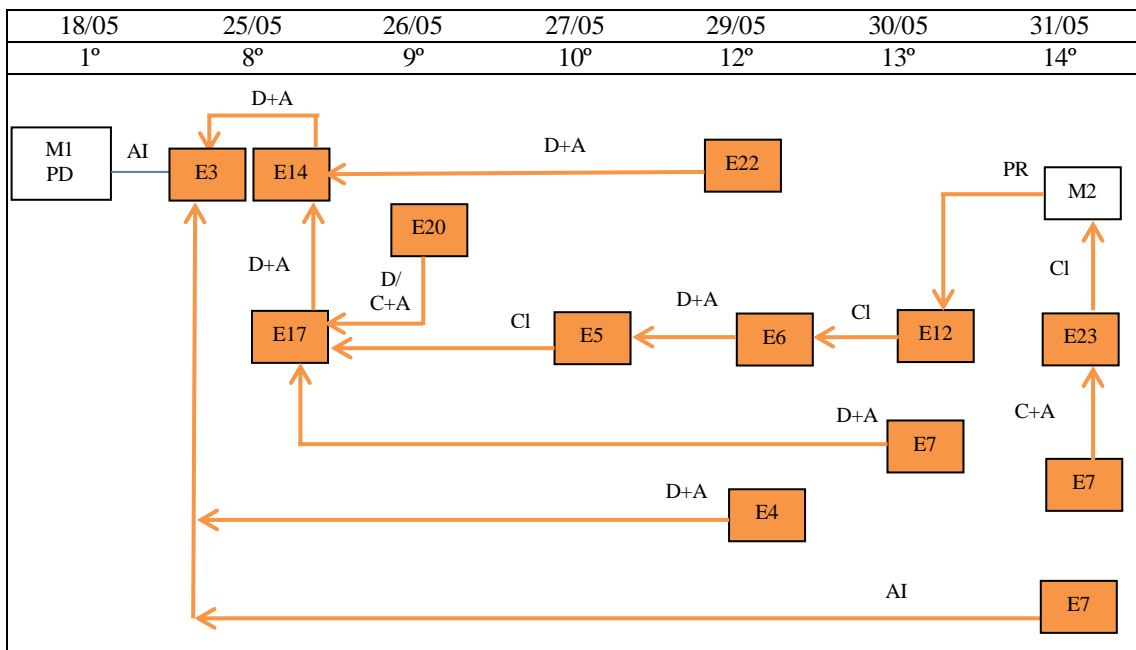 18/05 25/05 26/05 27/05 29/05 30/05 31/05
1º 8º 9º 10º 12º 13º 14º
D+A
M1
PD
AI
E3
E14
D+A
E22
PR
M2
E20
D+A
D/
C+A
Cl
E17
Cl
E5
D+A
E6
Cl
E12
E23
D+A
E7
C+A
E7
D+A
E4
AI
E7